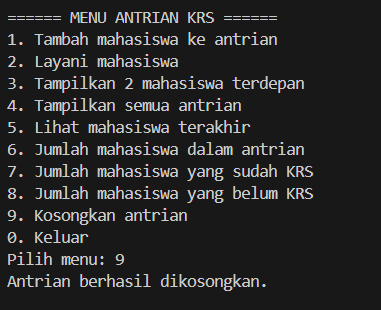 ====== MENU ANTRIAN KRS ======
1. Tambah mahasiswa ke antrian
2. Layani mahasiswa
3. Tampilkan 2 mahasiswa terdepan
4. Tampilkan semua antrian
5. Lihat mahasiswa terakhir
6. Jumlah mahasiswa dalam antrian
7. Jumlah mahasiswa yang sudah KRS
8. Jumlah mahasiswa yang belum KRS
9. Kosongkan antrian
0. Keluar
Pilih menu: 9
Antrian berhasil dikosongkan.